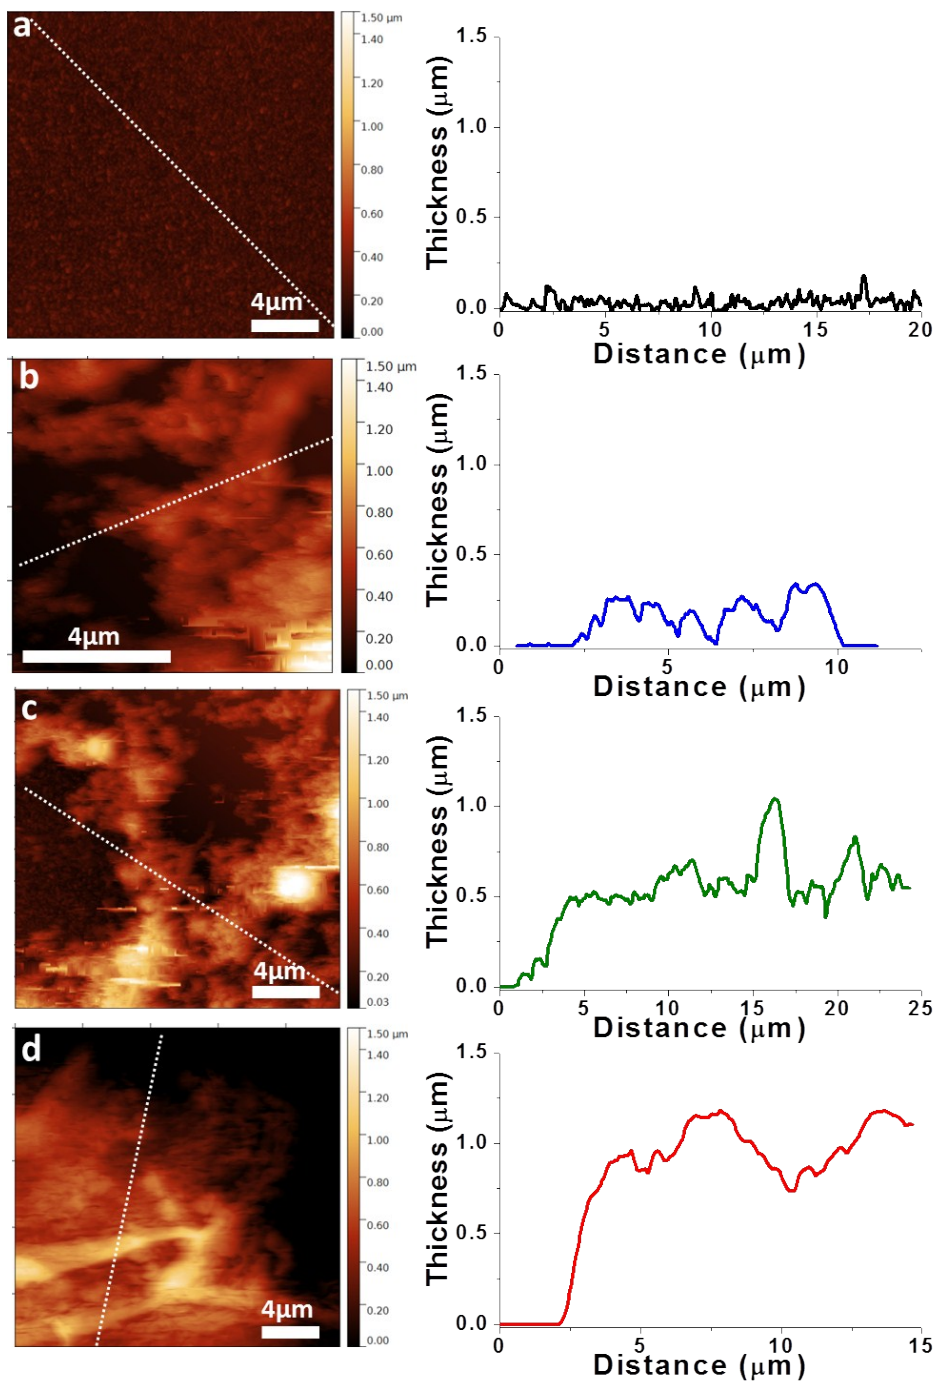 a
4μm
1.50 μm
1.40
1.20
1.00
0.80
0.60
0.40
0.20
0.00
Thickness (μm)
1.5
1.0
0.5
0.0
0 5 10 15 20
Distance (μm)
b
4μm
1.50 μm
1.40
1.20
1.00
0.80
0.60
0.40
0.20
0.00
Thickness (μm)
1.5
1.0
0.5
0.0
0 5 10
Distance (μm)
c
4μm
1.50 μm
1.40
1.20
1.00
0.80
0.60
0.40
0.20
0.03
Thickness (μm)
1.5
1.0
0.5
0.0
0 5 10 15 20 25
Distance (μm)
d
4μm
1.50 μm
1.40
1.20
1.00
0.80
0.60
0.40
0.20
0.00
Thickness (μm)
1.5
1.0
0.5
0.0
0 5 10 15
Distance (μm)